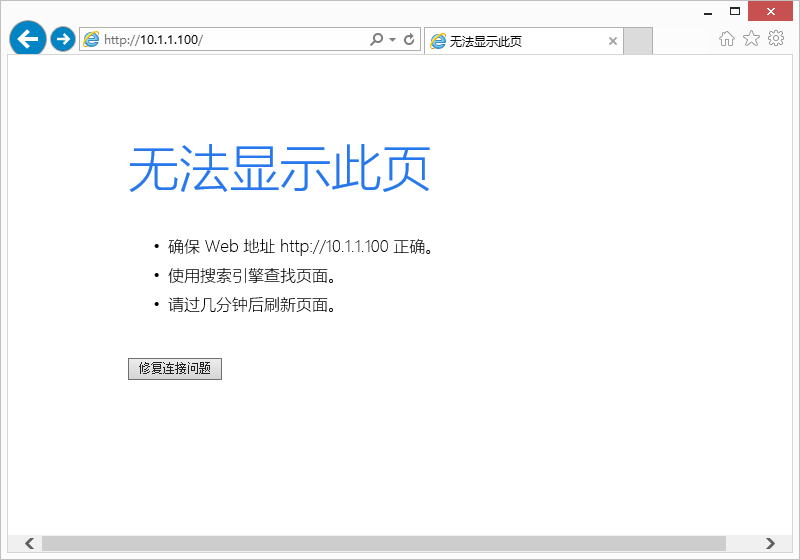 http://10.1.1.100/
无法显示此页
无法显示此页
• 确保 Web 地址 http://10.1.1.100 正确。
• 使用搜索引擎查找页面。
• 请过几分钟后刷新页面。
修复连接问题